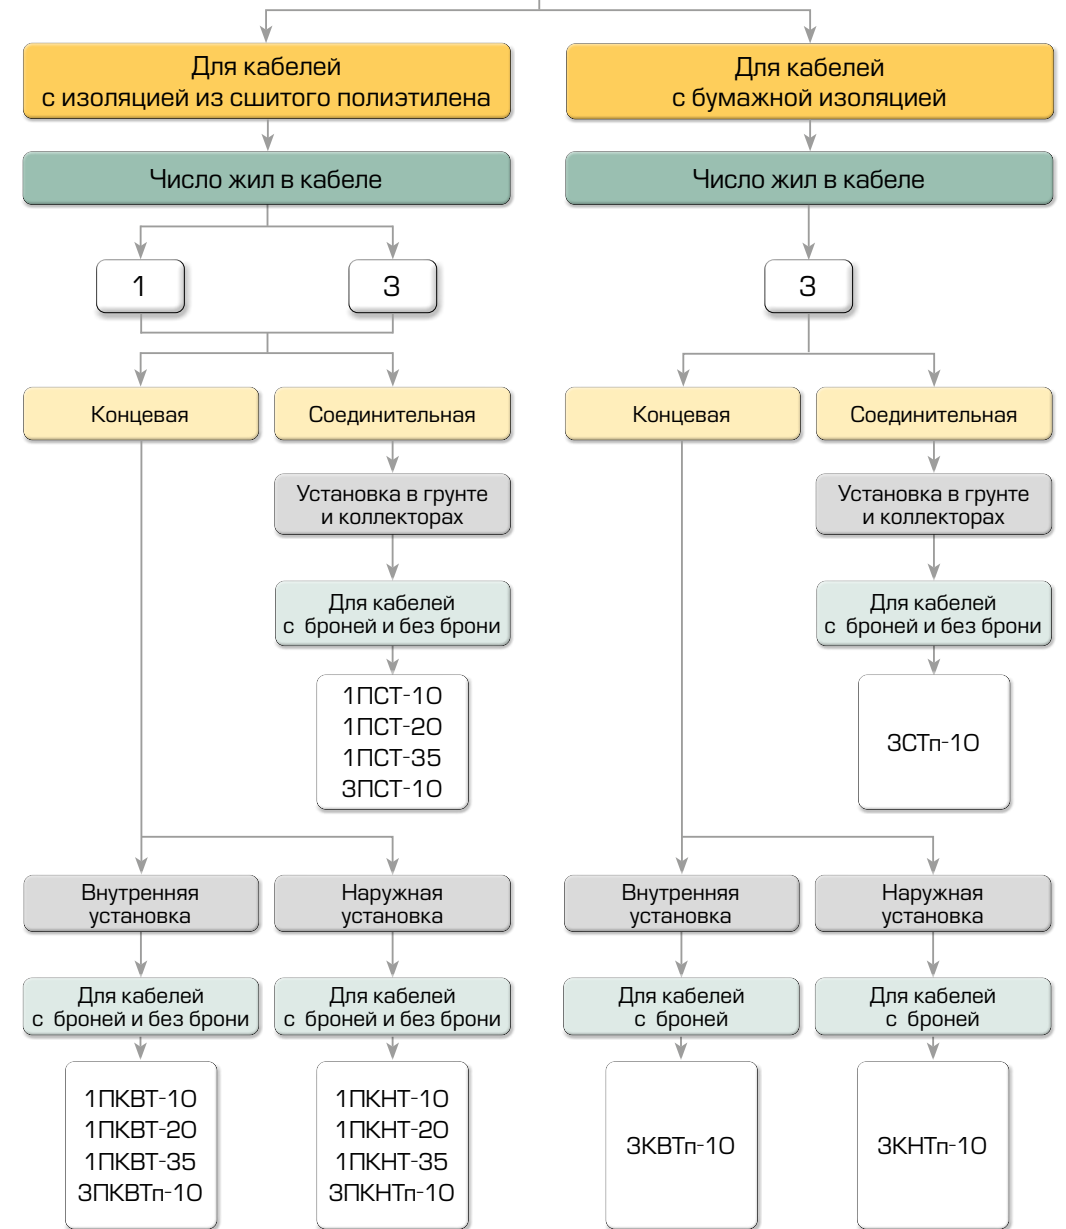 Для кабелей
с изоляцией из сшитого полиэтилена
Для кабелей
с бумажной изоляцией
Число жил в кабеле
Число жил в кабеле
1
3
3
Концевая
Соединительная
Концевая
Соединительная
Установка в грунте
и коллекторах
Установка в грунте
и коллекторах
Для кабелей
с броней и без брони
Для кабелей
с броней и без брони
1ПСТ-10
1ПСТ-20
1ПСТ-35
3ПСТ-10
3СТп-10
Внутренняя
установка
Наружная
установка
Внутренняя
установка
Наружная
установка
Для кабелей
с броней и без брони
Для кабелей
с броней и без брони
Для кабелей
с броней
Для кабелей
с броней
1ПКВТ-10
1ПКВТ-20
1ПКВТ-35
3ПКВТп-10
1ПКНТ-10
1ПКНТ-20
1ПКНТ-35
3ПКНТп-10
3КВТп-10
3КНТп-10